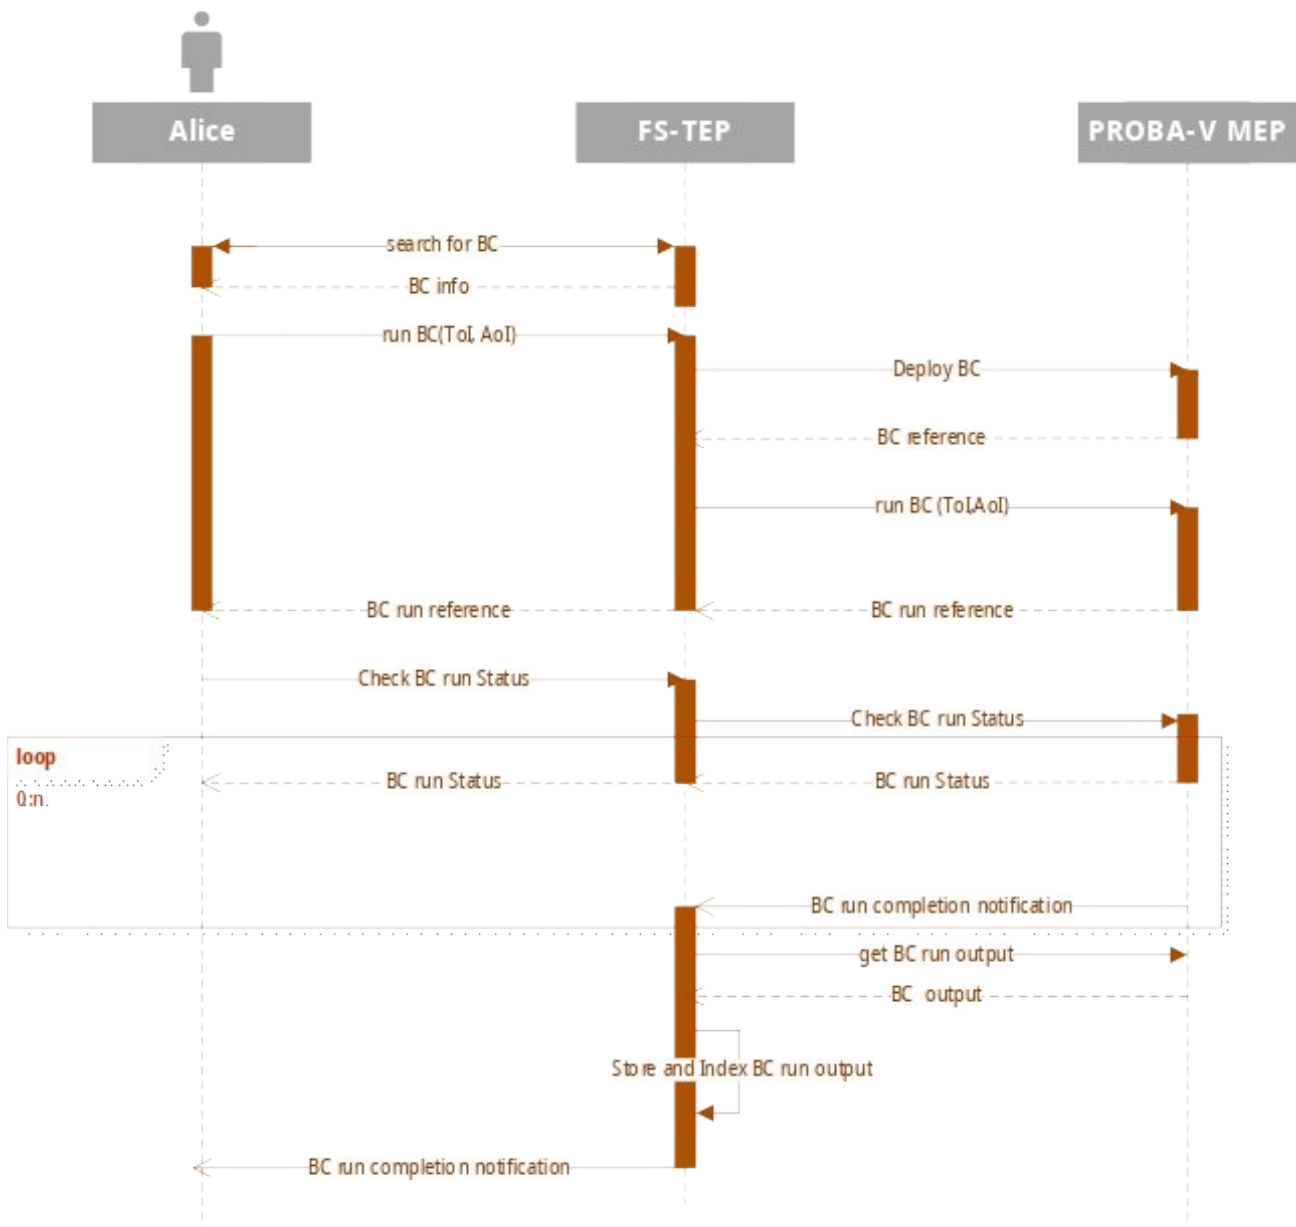 Alice
FS-TEP
PROBA-V MEP
search for BC
BC info
run BC(ToI, AoI)
Deploy BC
BC reference
run BC (ToI,AoI)
BC run reference
BC run reference
Check BC run Status
Check BC run Status
loop
BC run Status
BC run Status
0:n.
BC run completion notification
get BC run output
BC output
Store and Index BC run output
BC run completion notification